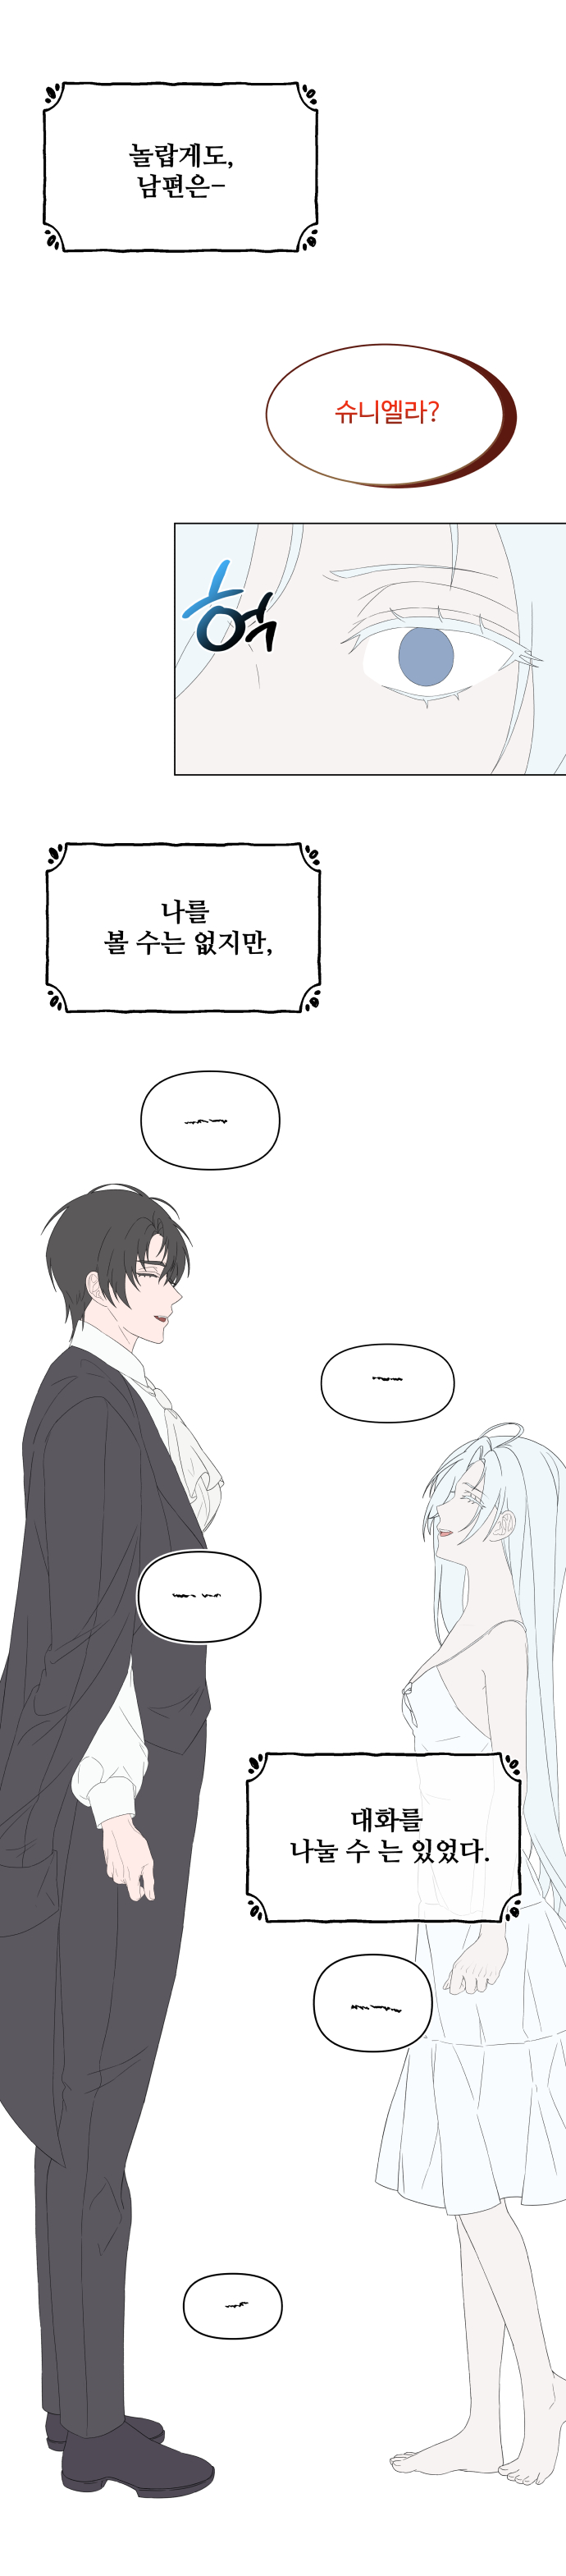 놀랍게도,
남편은-
슈니엘라?
헉
나를
볼 수는 없지만,
대화를
나눌 수 는 있었다.